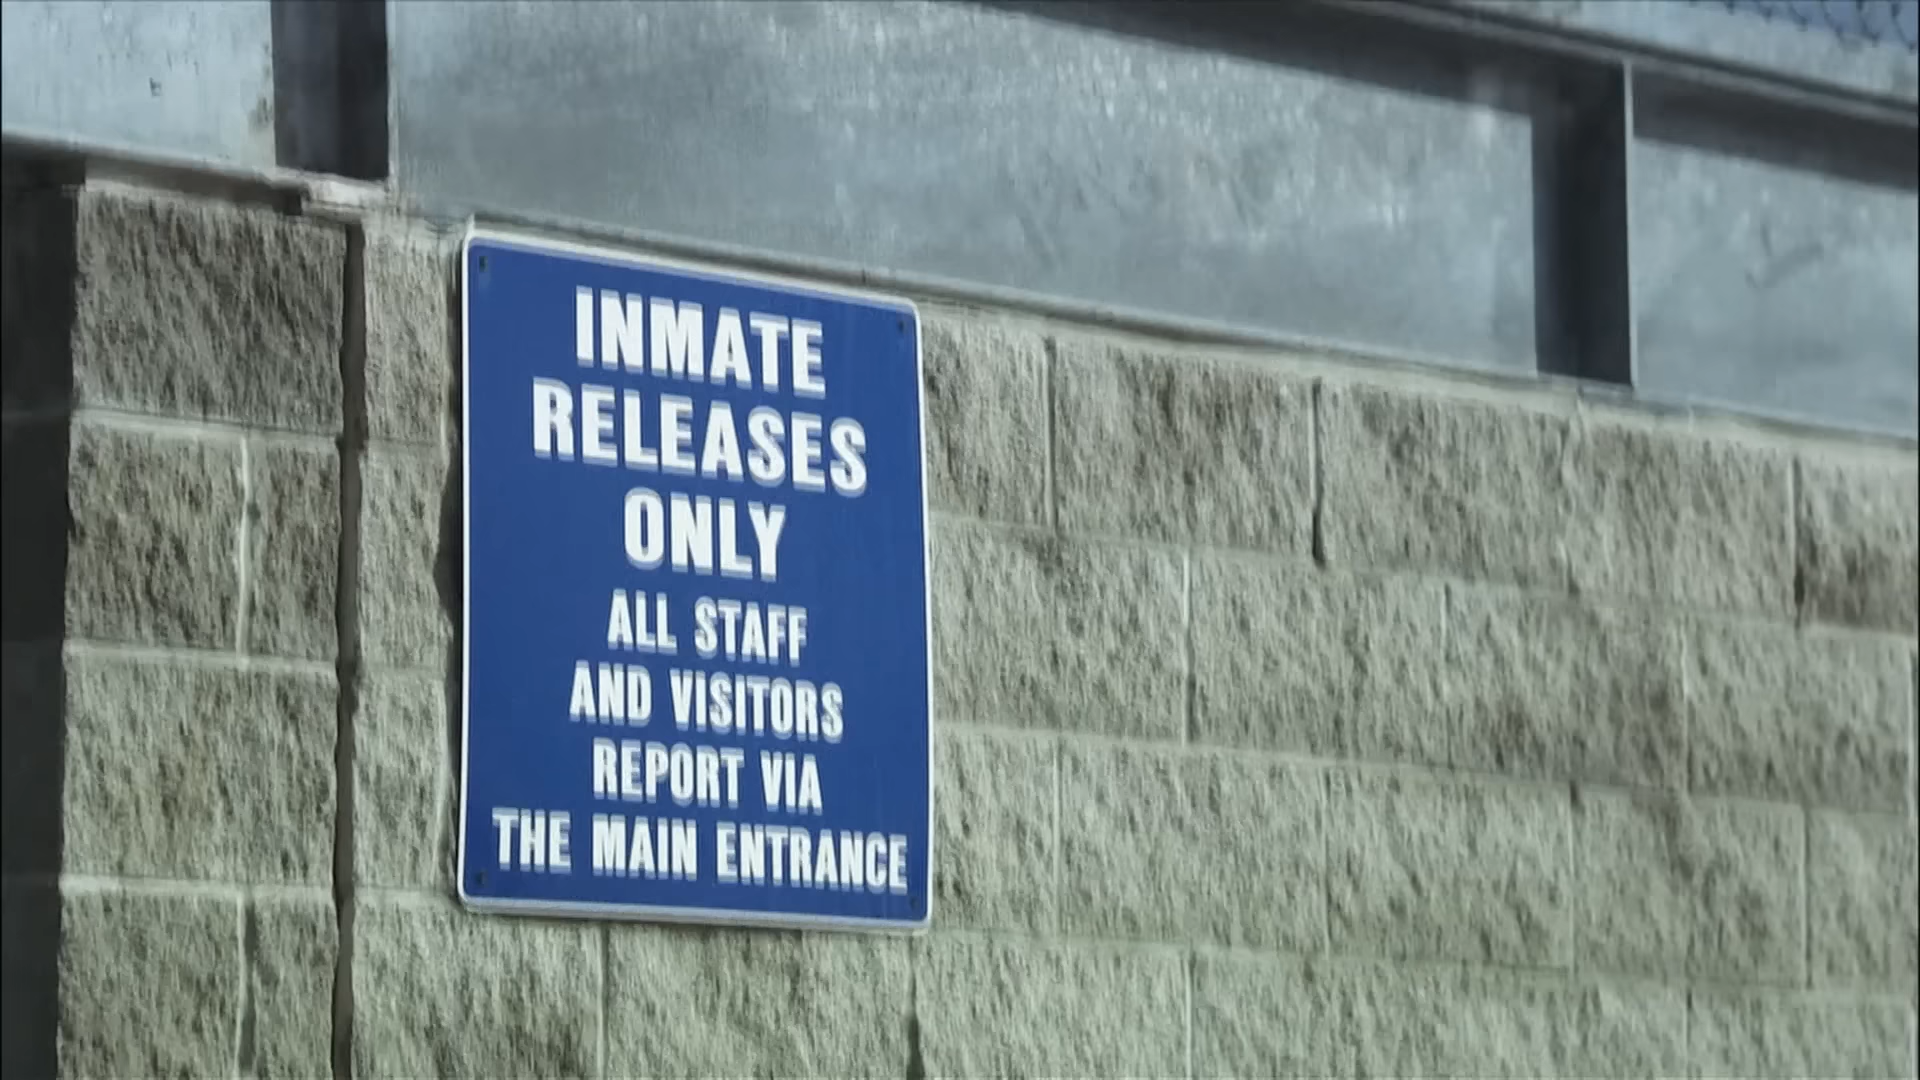 INMATE
RELEASES
ONLY
ALL STAFF
AND VISITORS
REPORT VIA
THE MAIN ENTRANCE